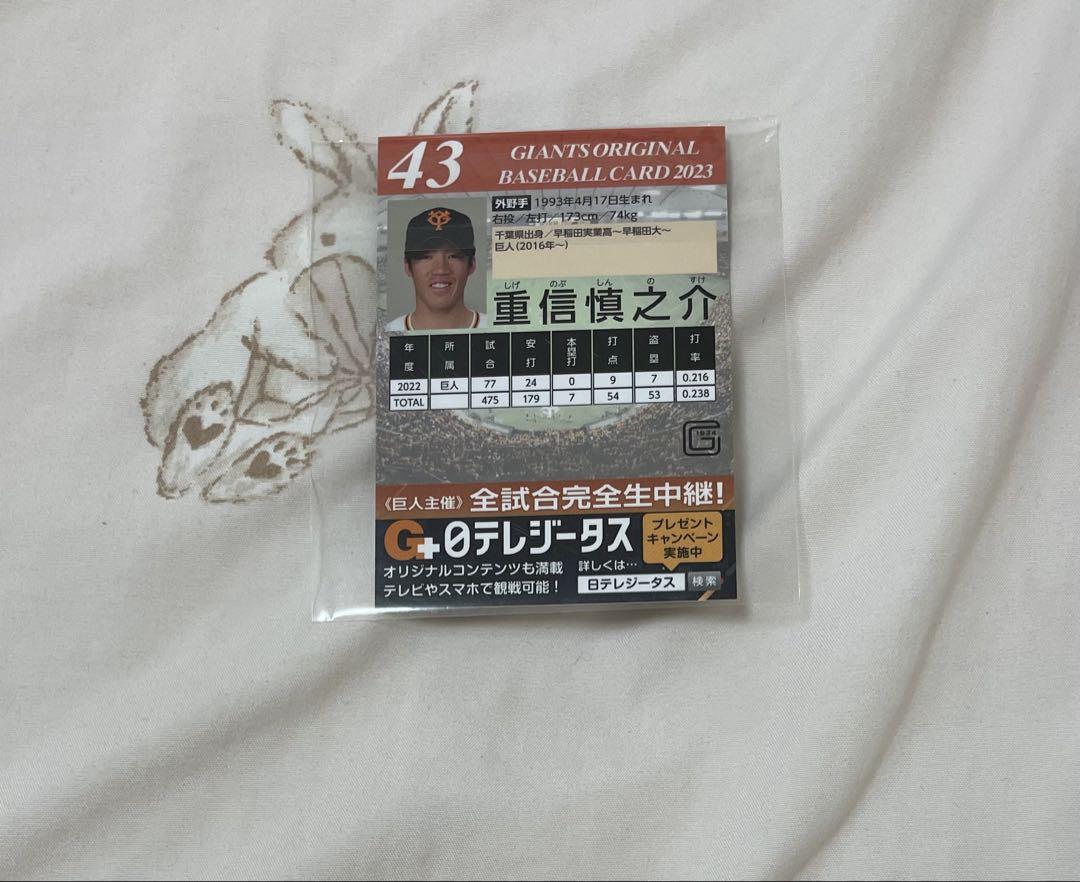 43
GIANTS ORIGINAL
BASEBALL CARD 2023
外野手 1993年4月17日生まれ
右投/左打/173cm/74kg
千葉県出身/早稲田実業高〜早稲田大〜
巨人(2016年〜)
しげ のぶ しん の すけ
重信慎之介
年度 所属 試合 安打 本塁打 打点 盗塁 打率
2022 巨人 77 24 0 9 7 0.216
TOTAL 475 179 7 54 53 0.238
G 1934
《巨人主催》全試合完全生中継!
G+日テレジータス
プレゼント
キャンペーン
実施中
オリジナルコンテンツも満載
テレビやスマホで観戦可能!
詳しくは…
日テレジータス 検索